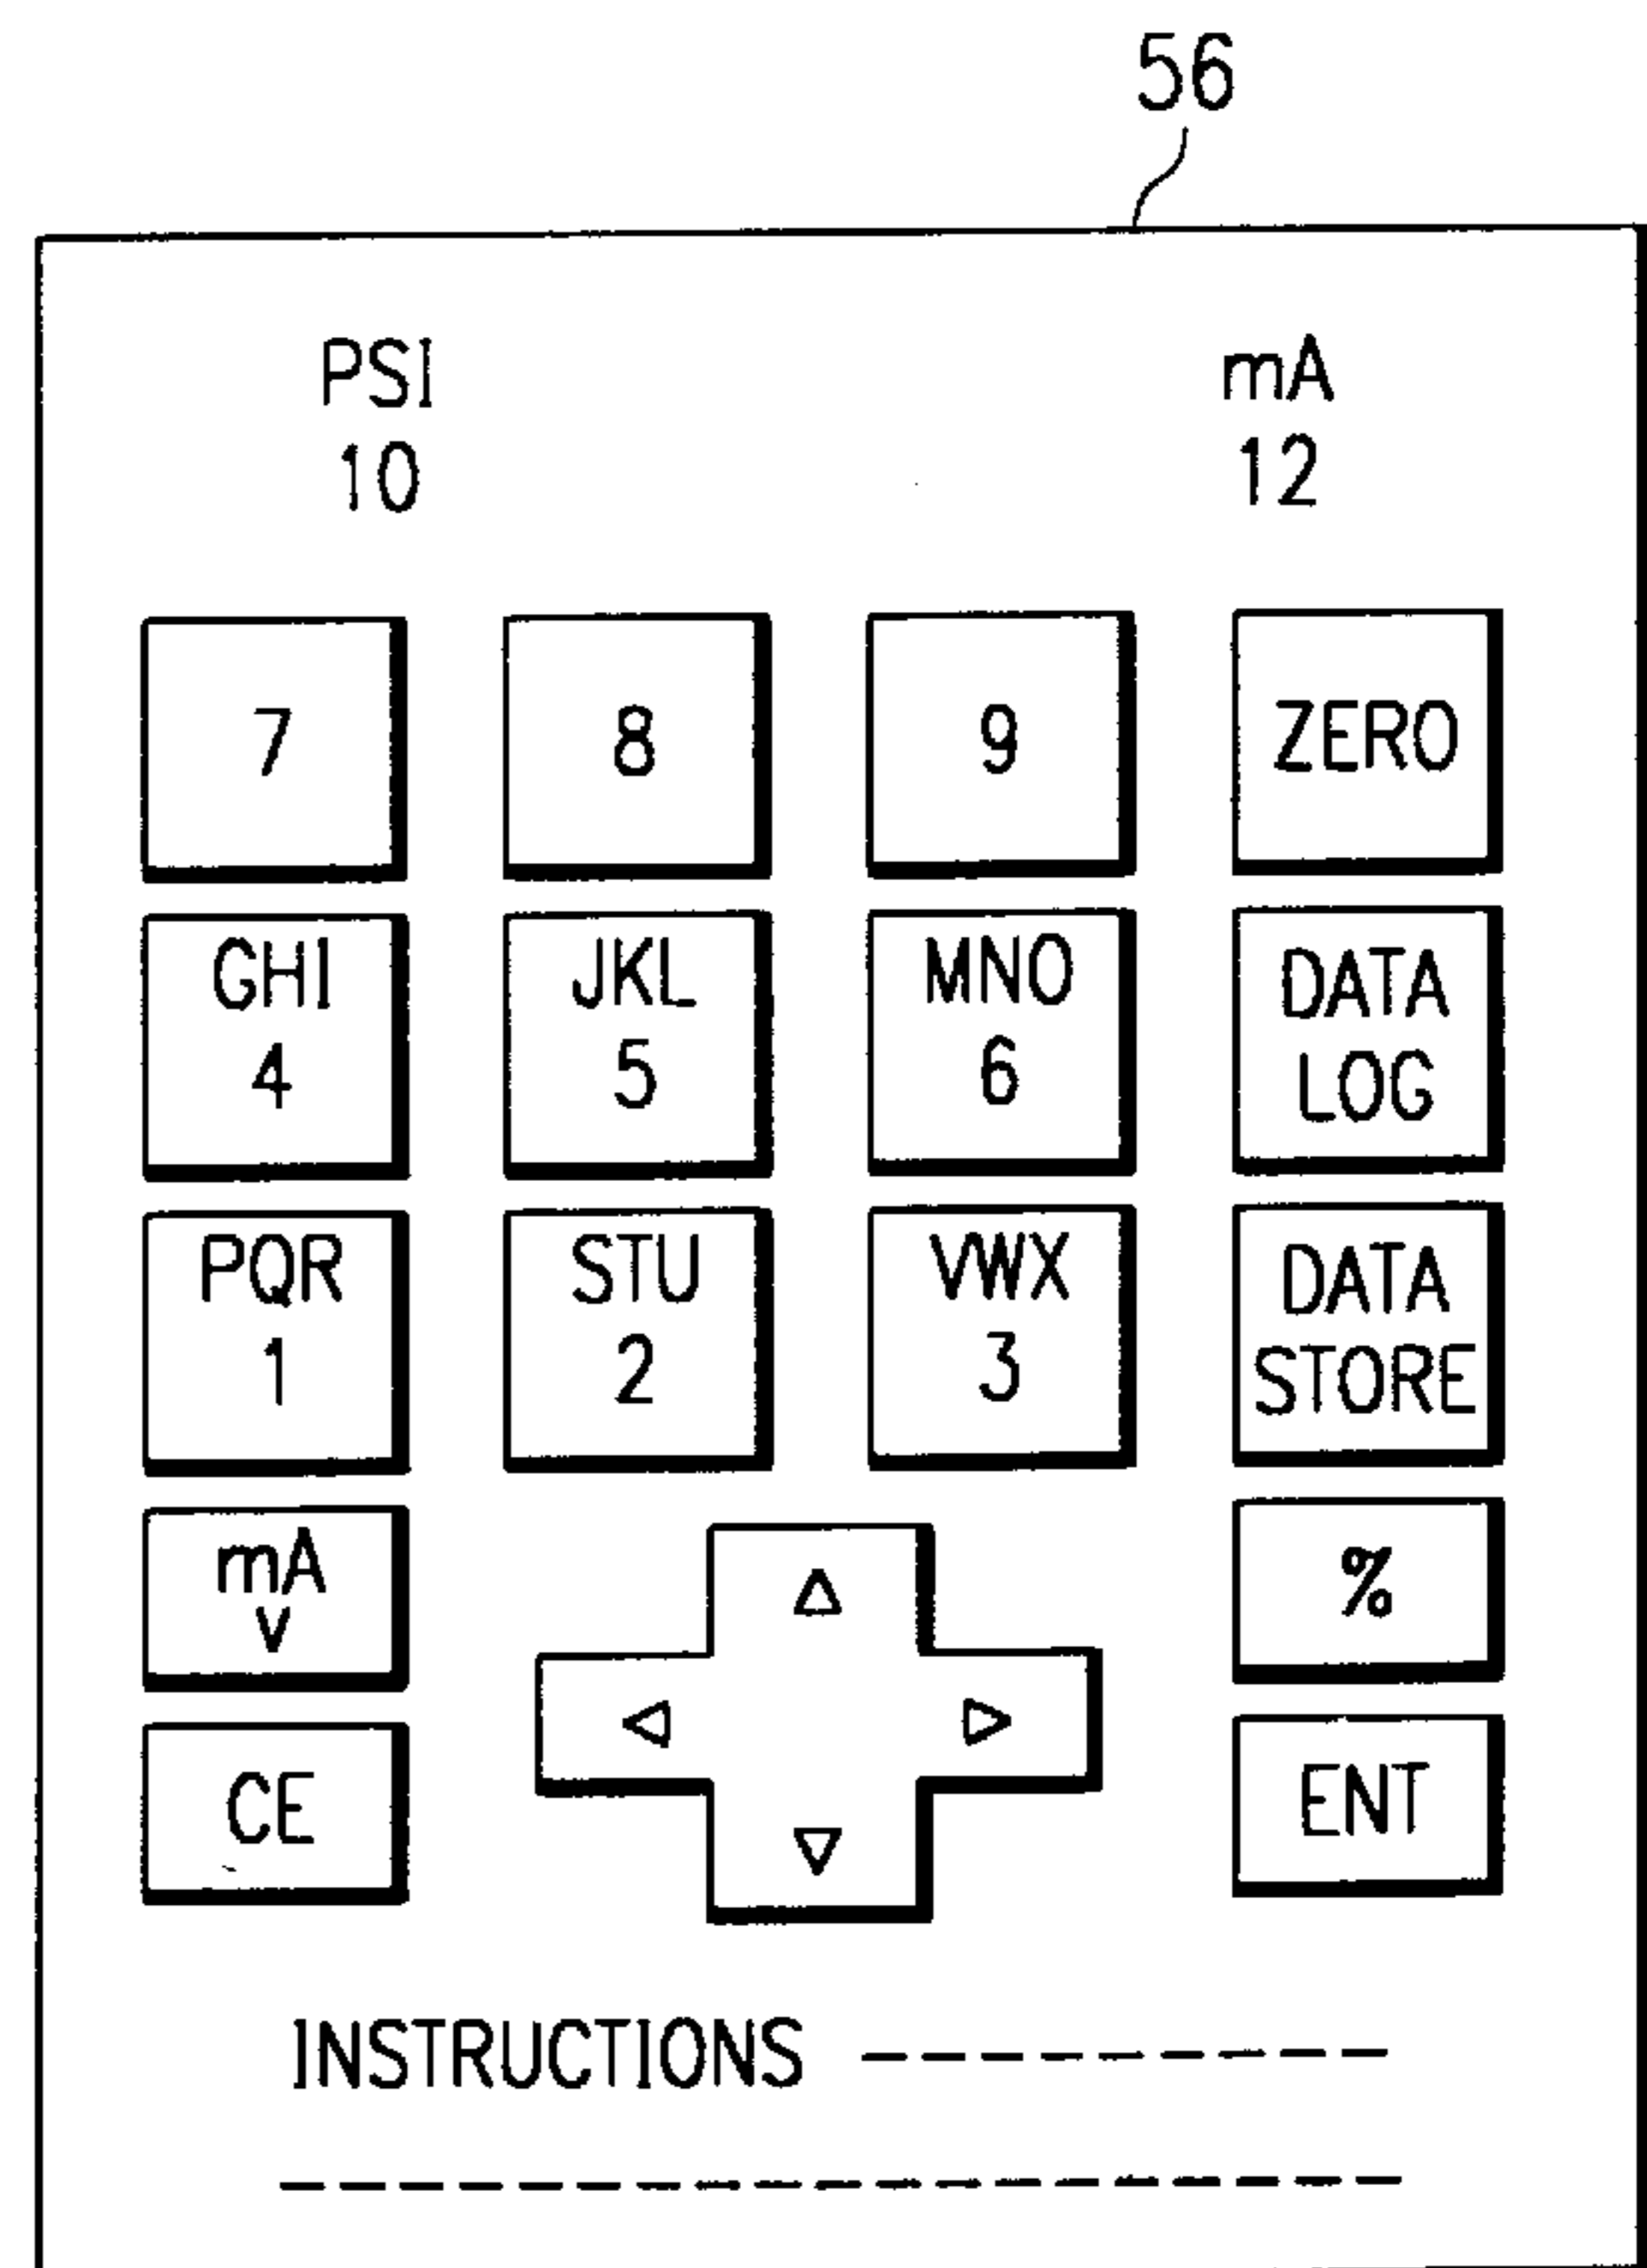 56
PSI mA
10 12
7 8 9 ZERO
GHI JKL MNO DATA
4 5 6 LOG
PQR STU VWX DATA
1 2 3 STORE
mA %
V
CE ENT
INSTRUCTIONS